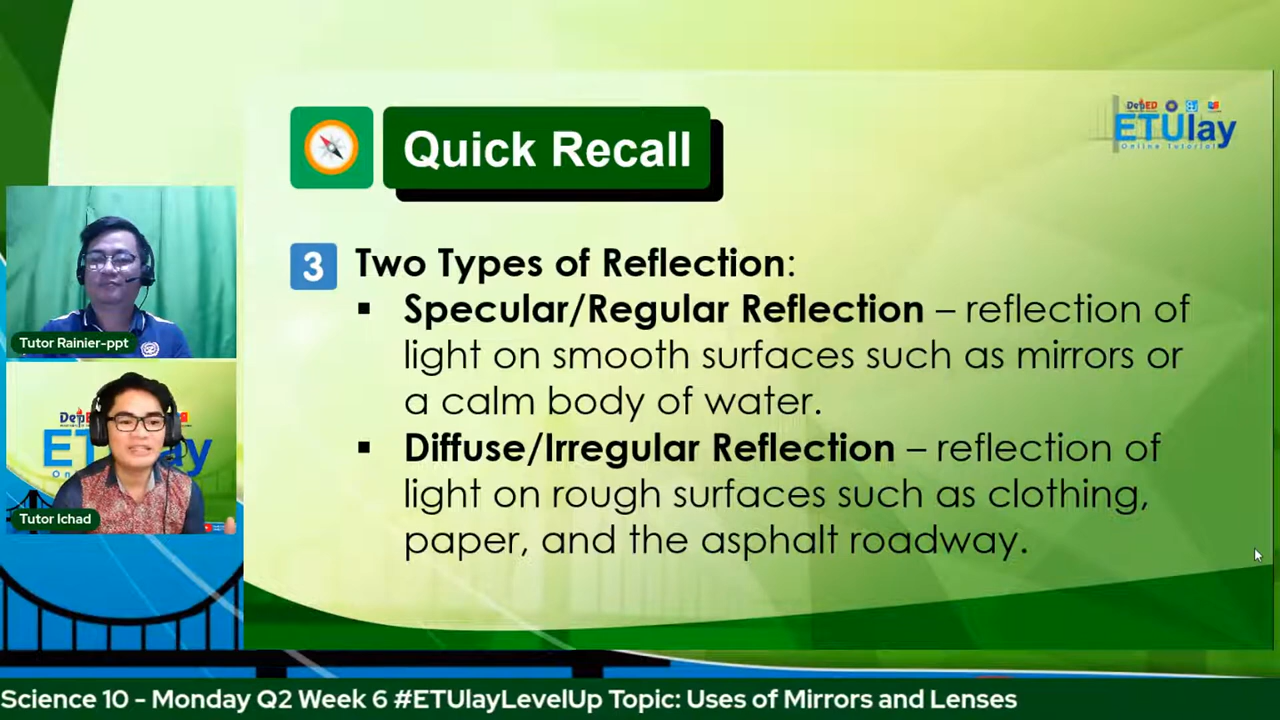 Quick Recall
DepED
ETUlay
Online Tutorial
3 Two Types of Reflection:
▪ Specular/Regular Reflection – reflection of
light on smooth surfaces such as mirrors or
a calm body of water.
▪ Diffuse/Irregular Reflection – reflection of
light on rough surfaces such as clothing,
paper, and the asphalt roadway.
Tutor Rainier-ppt
Tutor Ichad
Science 10 - Monday Q2 Week 6 #ETUlayLevelUp Topic: Uses of Mirrors and Lenses